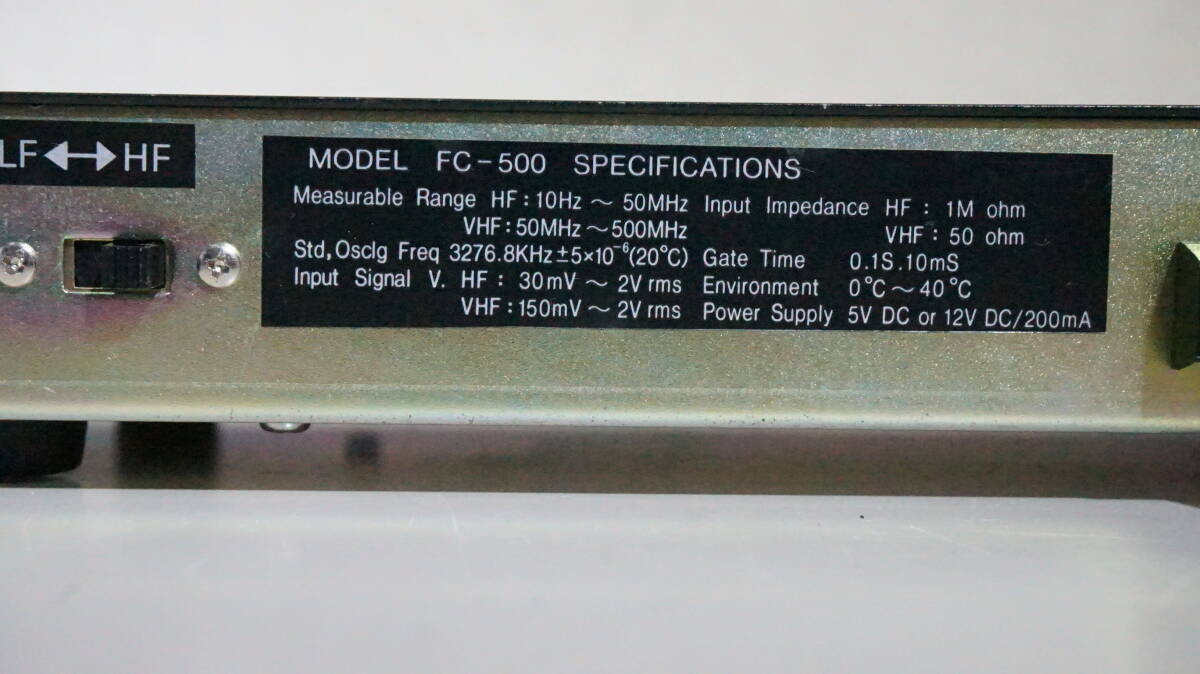 LF ↔ HF
MODEL FC-500 SPECIFICATIONS
Measurable Range HF : 10Hz ～ 50MHz Input Impedance HF : 1M ohm
VHF : 50MHz ～ 500MHz VHF : 50 ohm
Std, Osclg Freq 3276.8KHz ±5×10⁻⁶(20°C) Gate Time 0.1S . 10mS
Input Signal V. HF : 30mV ～ 2V rms Environment 0°C ～ 40°C
VHF : 150mV ～ 2V rms Power Supply 5V DC or 12V DC/200mA